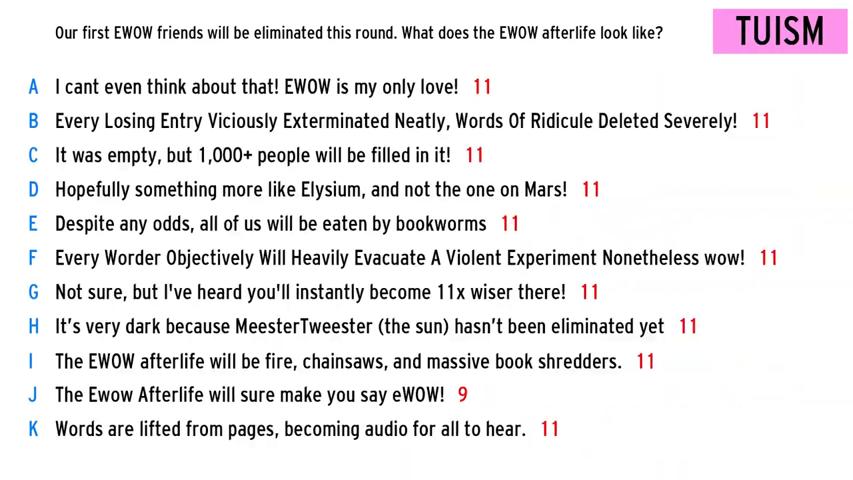 Our first EWOW friends will be eliminated this round. What does the EWOW afterlife look like?
TUISM
A I cant even think about that! EWOW is my only love! 11
B Every Losing Entry Viciously Exterminated Neatly, Words Of Ridicule Deleted Severely! 11
C It was empty, but 1,000+ people will be filled in it! 11
D Hopefully something more like Elysium, and not the one on Mars! 11
E Despite any odds, all of us will be eaten by bookworms 11
F Every Worder Objectively Will Heavily Evacuate A Violent Experiment Nonetheless wow! 11
G Not sure, but I've heard you'll instantly become 11x wiser there! 11
H It’s very dark because MeesterTweester (the sun) hasn’t been eliminated yet 11
I The EWOW afterlife will be fire, chainsaws, and massive book shredders. 11
J The Ewow Afterlife will sure make you say eWOW! 9
K Words are lifted from pages, becoming audio for all to hear. 11